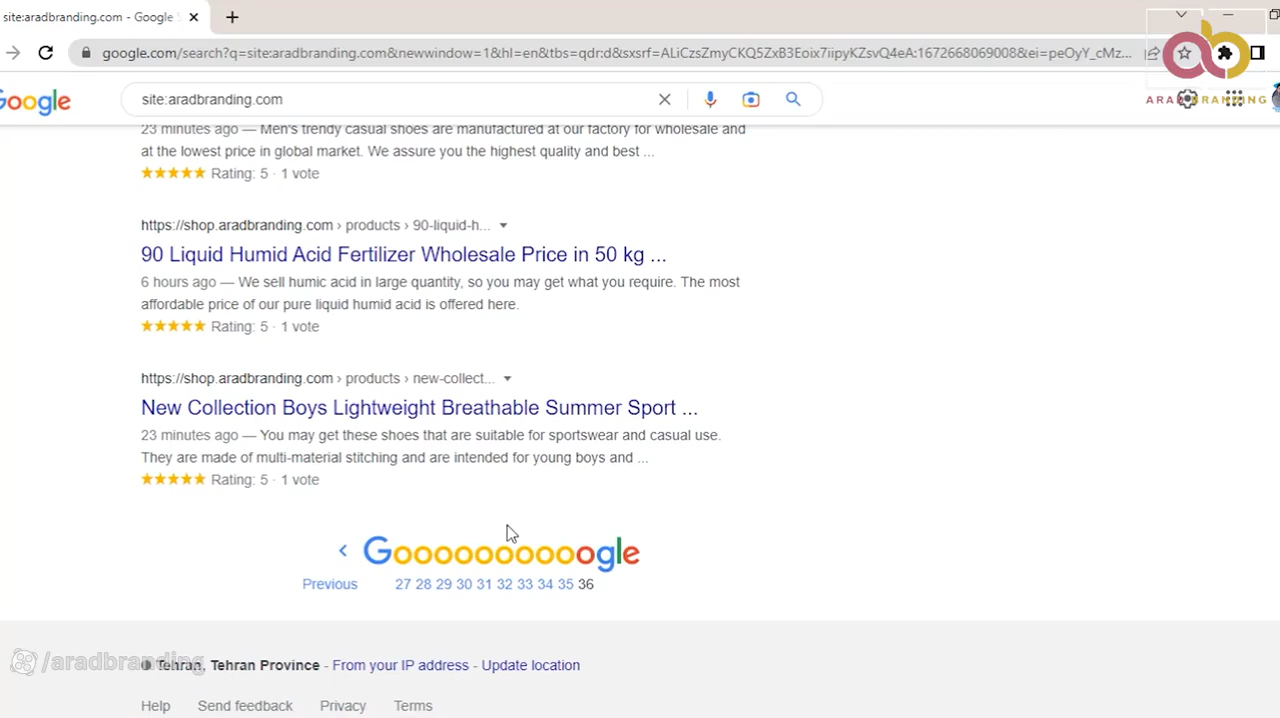 site:aradbranding.com - Google
google.com/search?q=site:aradbranding.com&newwindow=1&hl=en&tbs=qdr:d&sxsrf=ALiCzsZmyCKQ5ZxB3Eoix7iipyKZsvQ4eA:1672668069008&ei=peOyY_cMz...
Google
site:aradbranding.com
ARAD BRANDING
23 minutes ago — Men's trendy casual shoes are manufactured at our factory for wholesale and
at the lowest price in global market. We assure you the highest quality and best ...
Rating: 5 · 1 vote
https://shop.aradbranding.com › products › 90-liquid-h...
90 Liquid Humid Acid Fertilizer Wholesale Price in 50 kg ...
6 hours ago — We sell humic acid in large quantity, so you may get what you require. The most
affordable price of our pure liquid humid acid is offered here.
Rating: 5 · 1 vote
https://shop.aradbranding.com › products › new-collect...
New Collection Boys Lightweight Breathable Summer Sport ...
23 minutes ago — You may get these shoes that are suitable for sportswear and casual use.
They are made of multi-material stitching and are intended for young boys and ...
Rating: 5 · 1 vote
Goooooooooogle
Previous 27 28 29 30 31 32 33 34 35 36
/aradbranding
Tehran, Tehran Province - From your IP address - Update location
Help Send feedback Privacy Terms